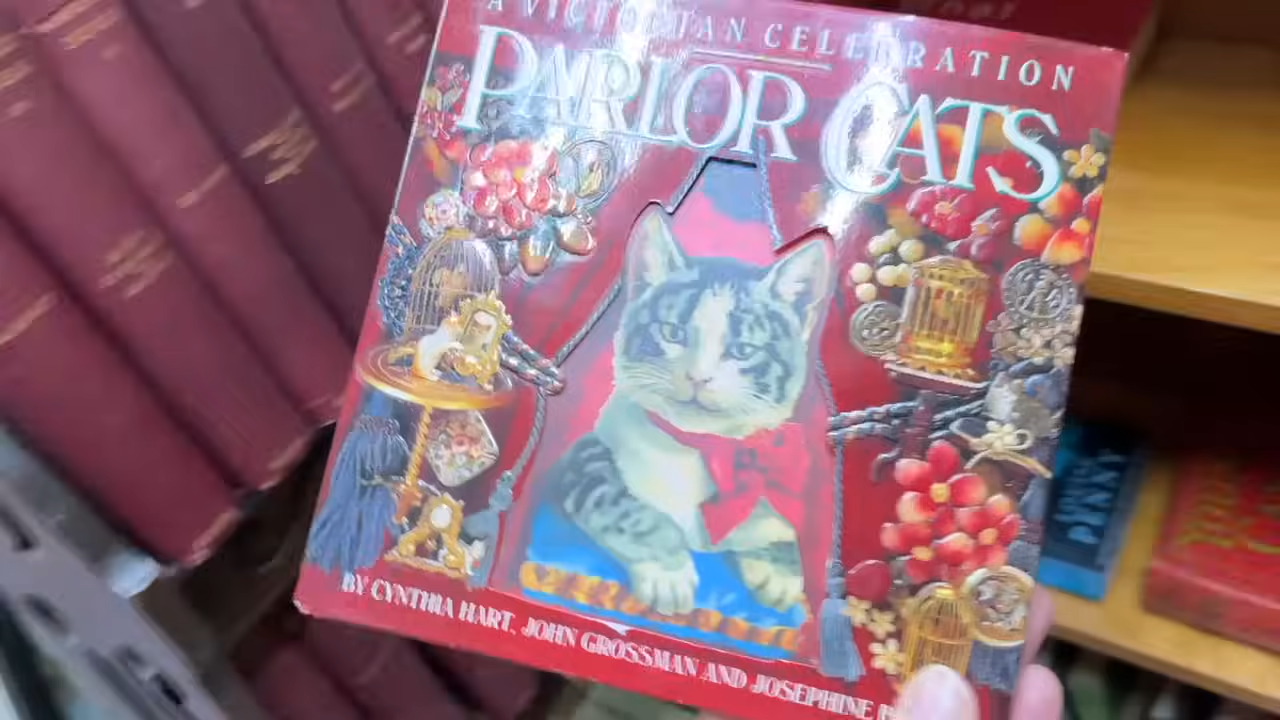 A VICTORIAN CELEBRATION
PARLOR CATS
BY CYNTHIA HART, JOHN GROSSMAN AND JOSEPHINE